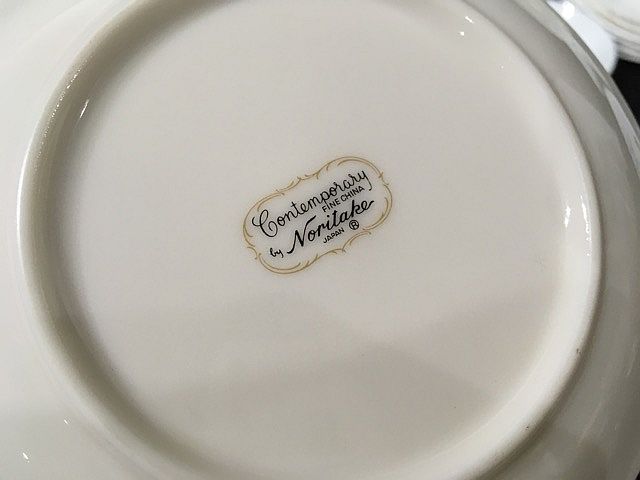 Contemporary
FINE CHINA
by Noritake
JAPAN ®